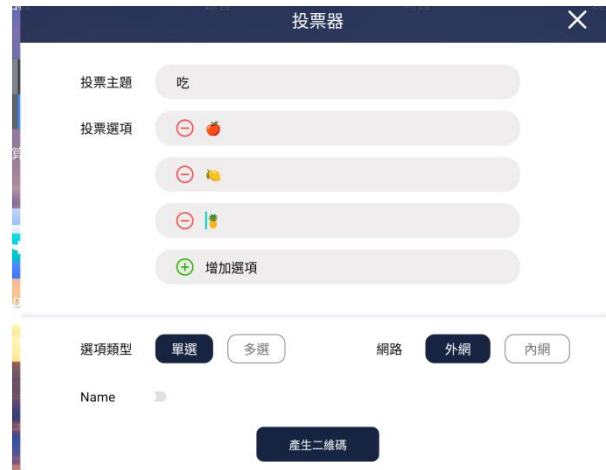 投票器
投票主題 吃
投票選項 🍎
🍋
🍍
增加選項
選項類型 單選 多選 網路 外網 內網
Name
產生二維碼